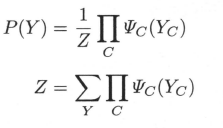 P(Y) = \frac{1}{Z} \prod_{C} \Psi_C(Y_C)
Z = \sum_{Y} \prod_{C} \Psi_C(Y_C)